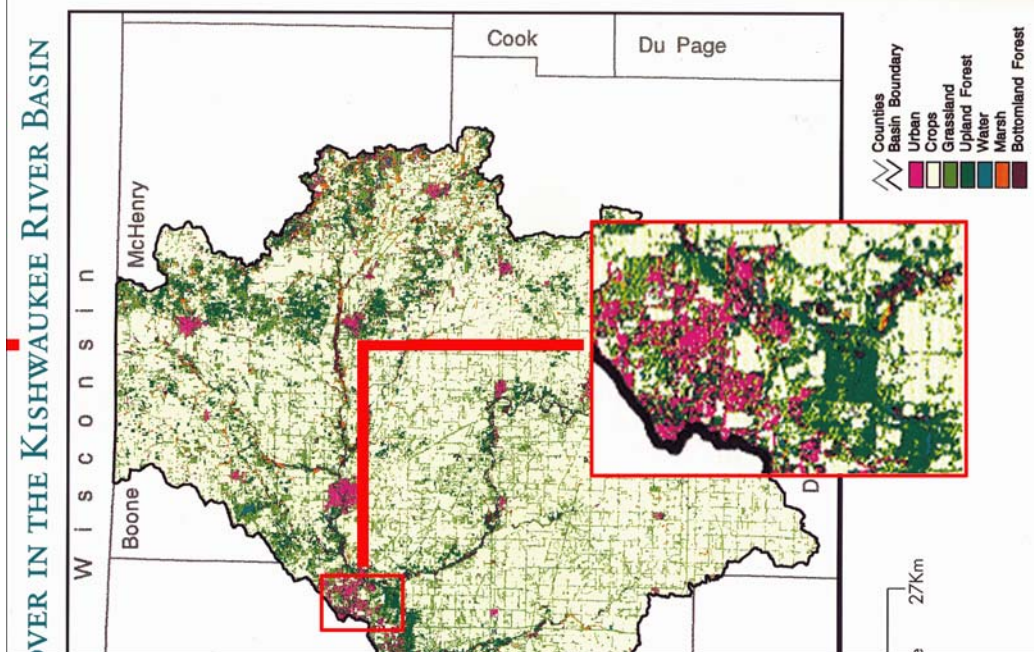 OVER IN THE KISHWAUKEE RIVER BASIN
Wisconsin
McHenry
Boone
Cook
Du Page
D
Counties
Basin Boundary
Urban
Crops
Grassland
Upland Forest
Water
Marsh
Bottomland Forest
27Km